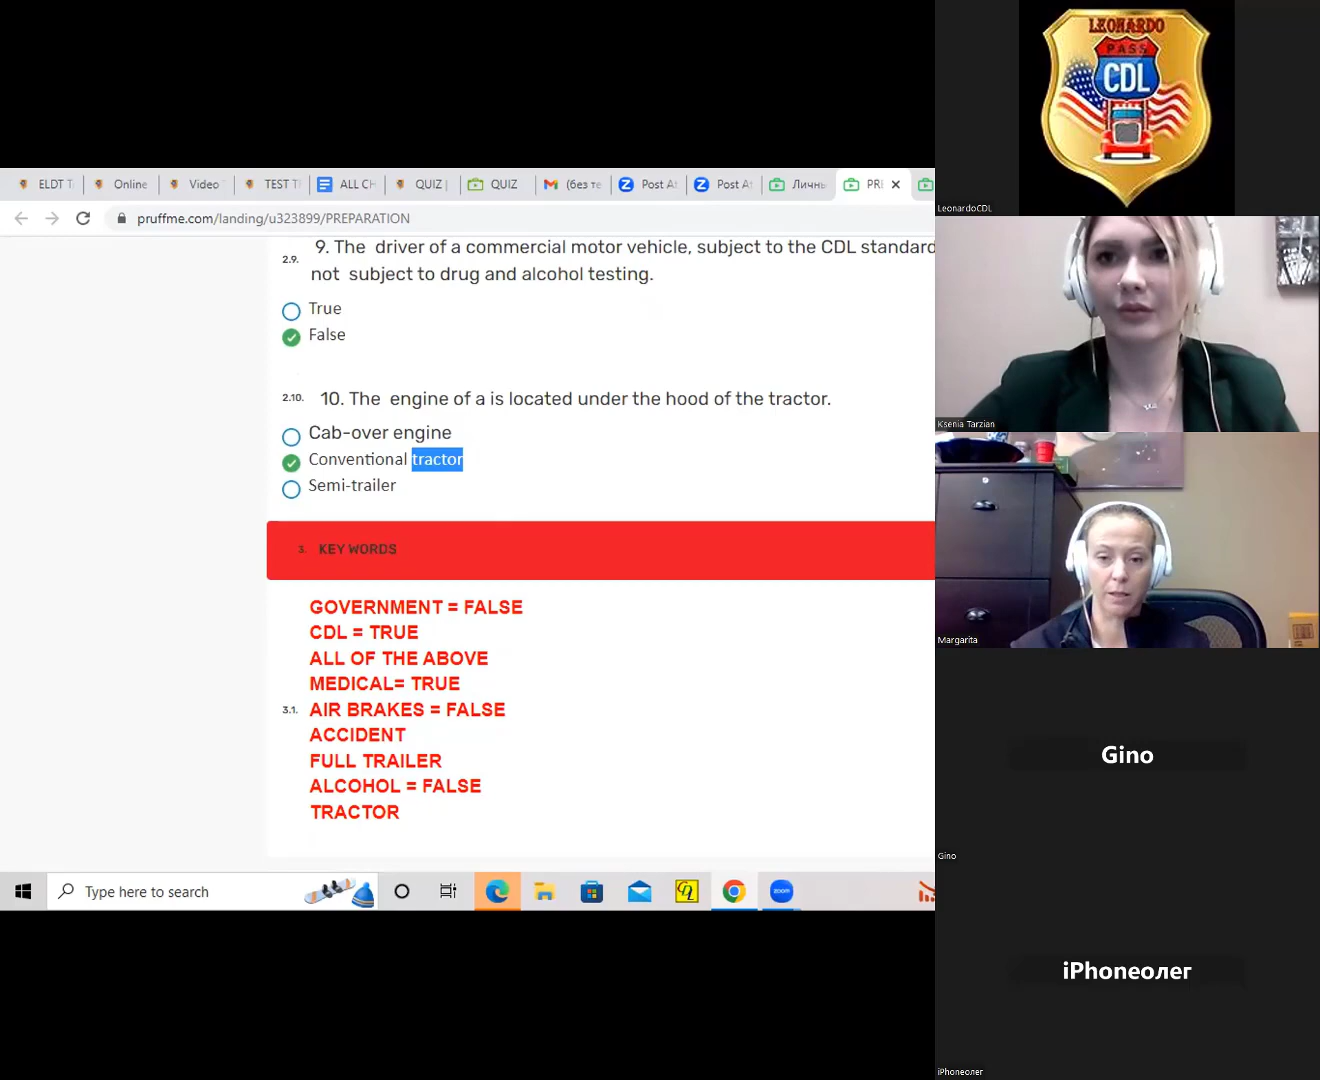 LEONARDO
PASS
CDL
LeonardoCDL
ELDT T
Online
Video
TEST TI
ALL CH
QUIZ |
QUIZ
(без те
Post A
Post A
Личны
PRI
pruffme.com/landing/u323899/PREPARATION
2.9.
9. The driver of a commercial motor vehicle, subject to the CDL standard
not subject to drug and alcohol testing.
True
False
2.10.
10. The engine of a is located under the hood of the tractor.
Cab-over engine
Conventional tractor
Semi-trailer
3. KEY WORDS
GOVERNMENT = FALSE
CDL = TRUE
ALL OF THE ABOVE
MEDICAL= TRUE
3.1.
AIR BRAKES = FALSE
ACCIDENT
FULL TRAILER
ALCOHOL = FALSE
TRACTOR
Type here to search
CDL
zoom
Ksenia Tarzian
Margarita
Gino
Gino
iPhoneолег
iPhoneолег